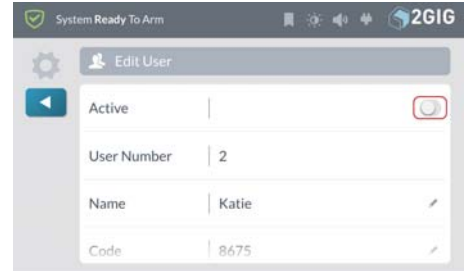 System Ready To Arm
2GIG
Edit User
Active
User Number 2
Name Katie
Code 8675